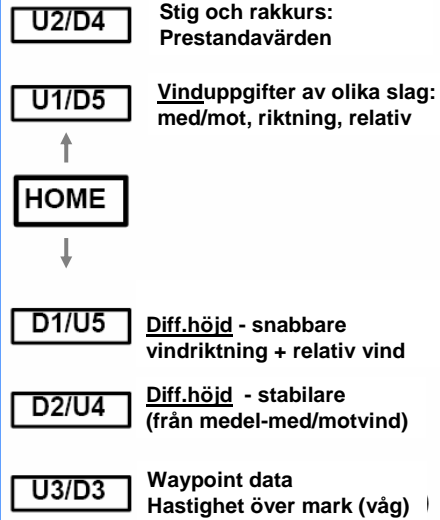 U2/D4
Stig och rakkurs:
Prestandavärden
U1/D5
Vinduppgifter av olika slag:
med/mot, riktning, relativ
HOME
D1/U5
Diff.höjd - snabbare
vindriktning + relativ vind
D2/U4
Diff.höjd - stabilare
(från medel-med/motvind)
U3/D3
Waypoint data
Hastighet över mark (våg)